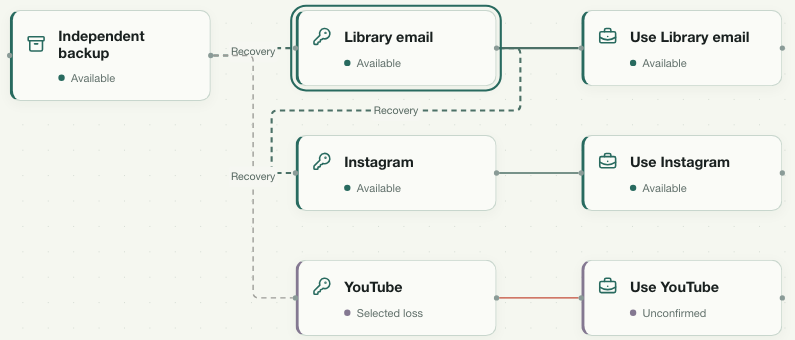 Independent
backup
Available
Recovery
Library email
Available
Use Library email
Available
Recovery
Recovery
Instagram
Available
Use Instagram
Available
YouTube
Selected loss
Use YouTube
Unconfirmed